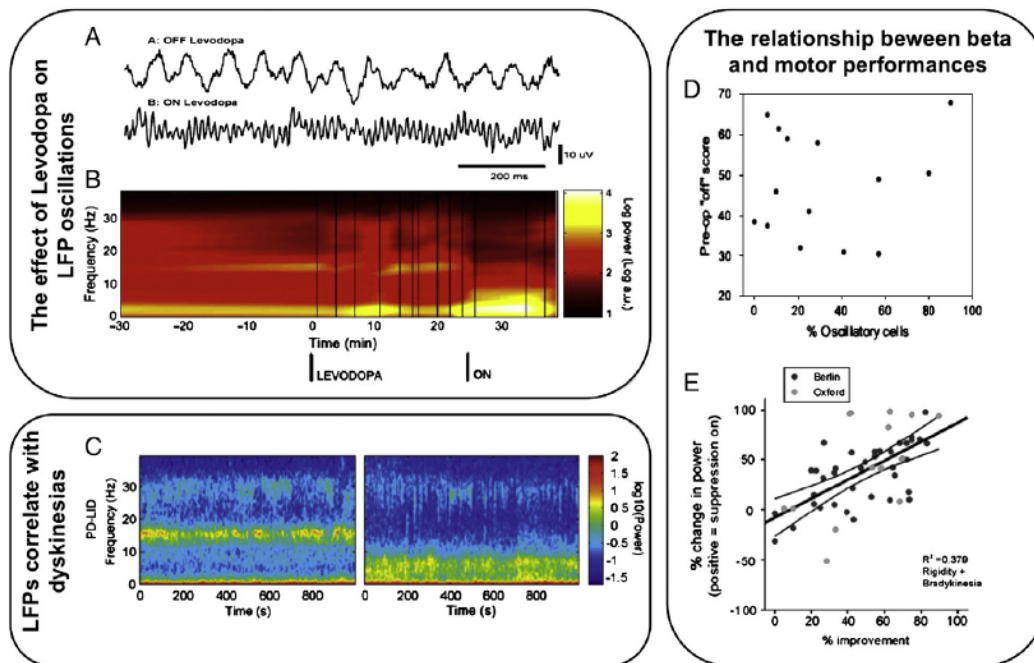 The effect of Levodopa on
LFP oscillations
A
A: OFF Levodopa
B: ON Levodopa
10 uV
200 ms
B
Frequency (Hz)
30
20
10
0
-30
-20
-10
0
10
20
30
Time (min)
4
3
2
1
Log power (Log a.u.)
LEVODOPA
ON
LFPs correlate with
dyskinesias
C
PD-LID
Frequency (Hz)
30
20
10
0
0
200
400
600
800
Time (s)
0
200
400
600
800
Time (s)
2
1.5
1
0.5
0
-0.5
-1
-1.5
log10(Power)
The relationship beween beta
and motor performances
D
Pre-op "off" score
70
60
50
40
30
20
0
20
40
60
80
100
% Oscillatory cells
E
Berlin
Oxford
% change in power
(positive = suppression on)
100
50
0
-50
-100
R² =0.379
Rigidity +
Bradykinesia
0
20
40
60
80
100
% improvement